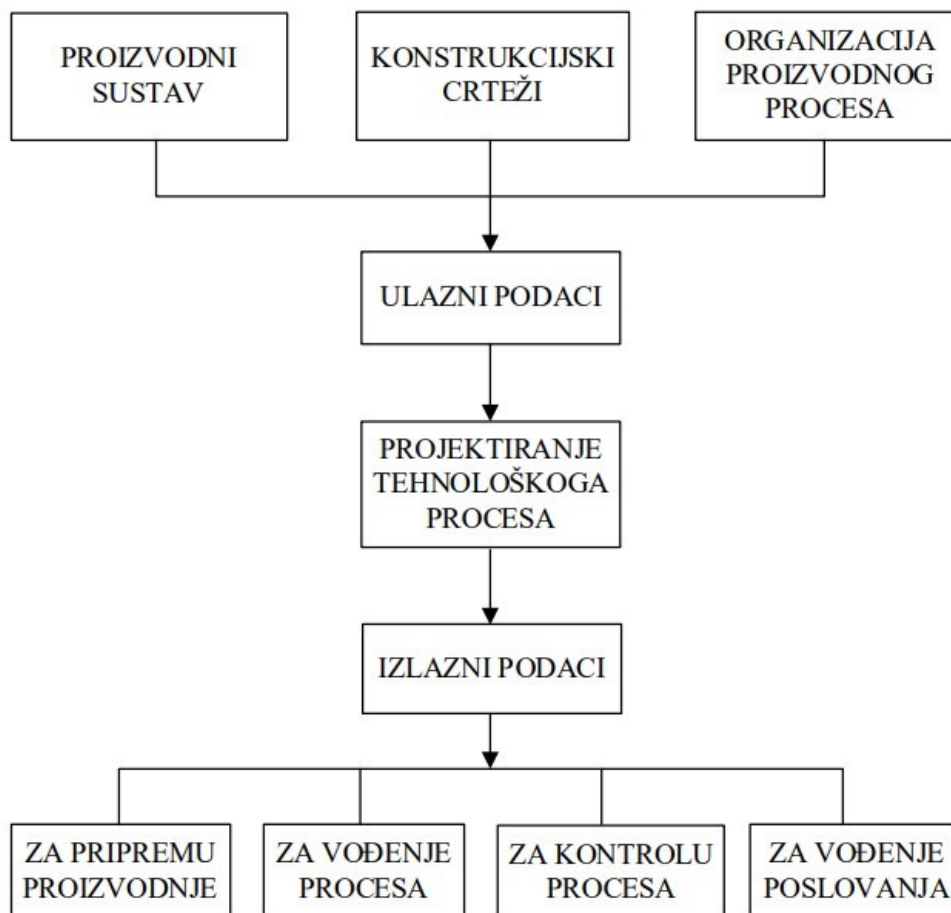 PROIZVODNI
SUSTAV
KONSTRUKCIJSKI
CRTEŽI
ORGANIZACIJA
PROIZVODNOG
PROCESA
ULAZNI PODACI
PROJEKTIRANJE
TEHNOLOŠKOGA
PROCESA
IZLAZNI PODACI
ZA PRIPREMU
PROIZVODNJE
ZA VOĐENJE
PROCESA
ZA KONTROLU
PROCESA
ZA VOĐENJE
POSLOVANJA